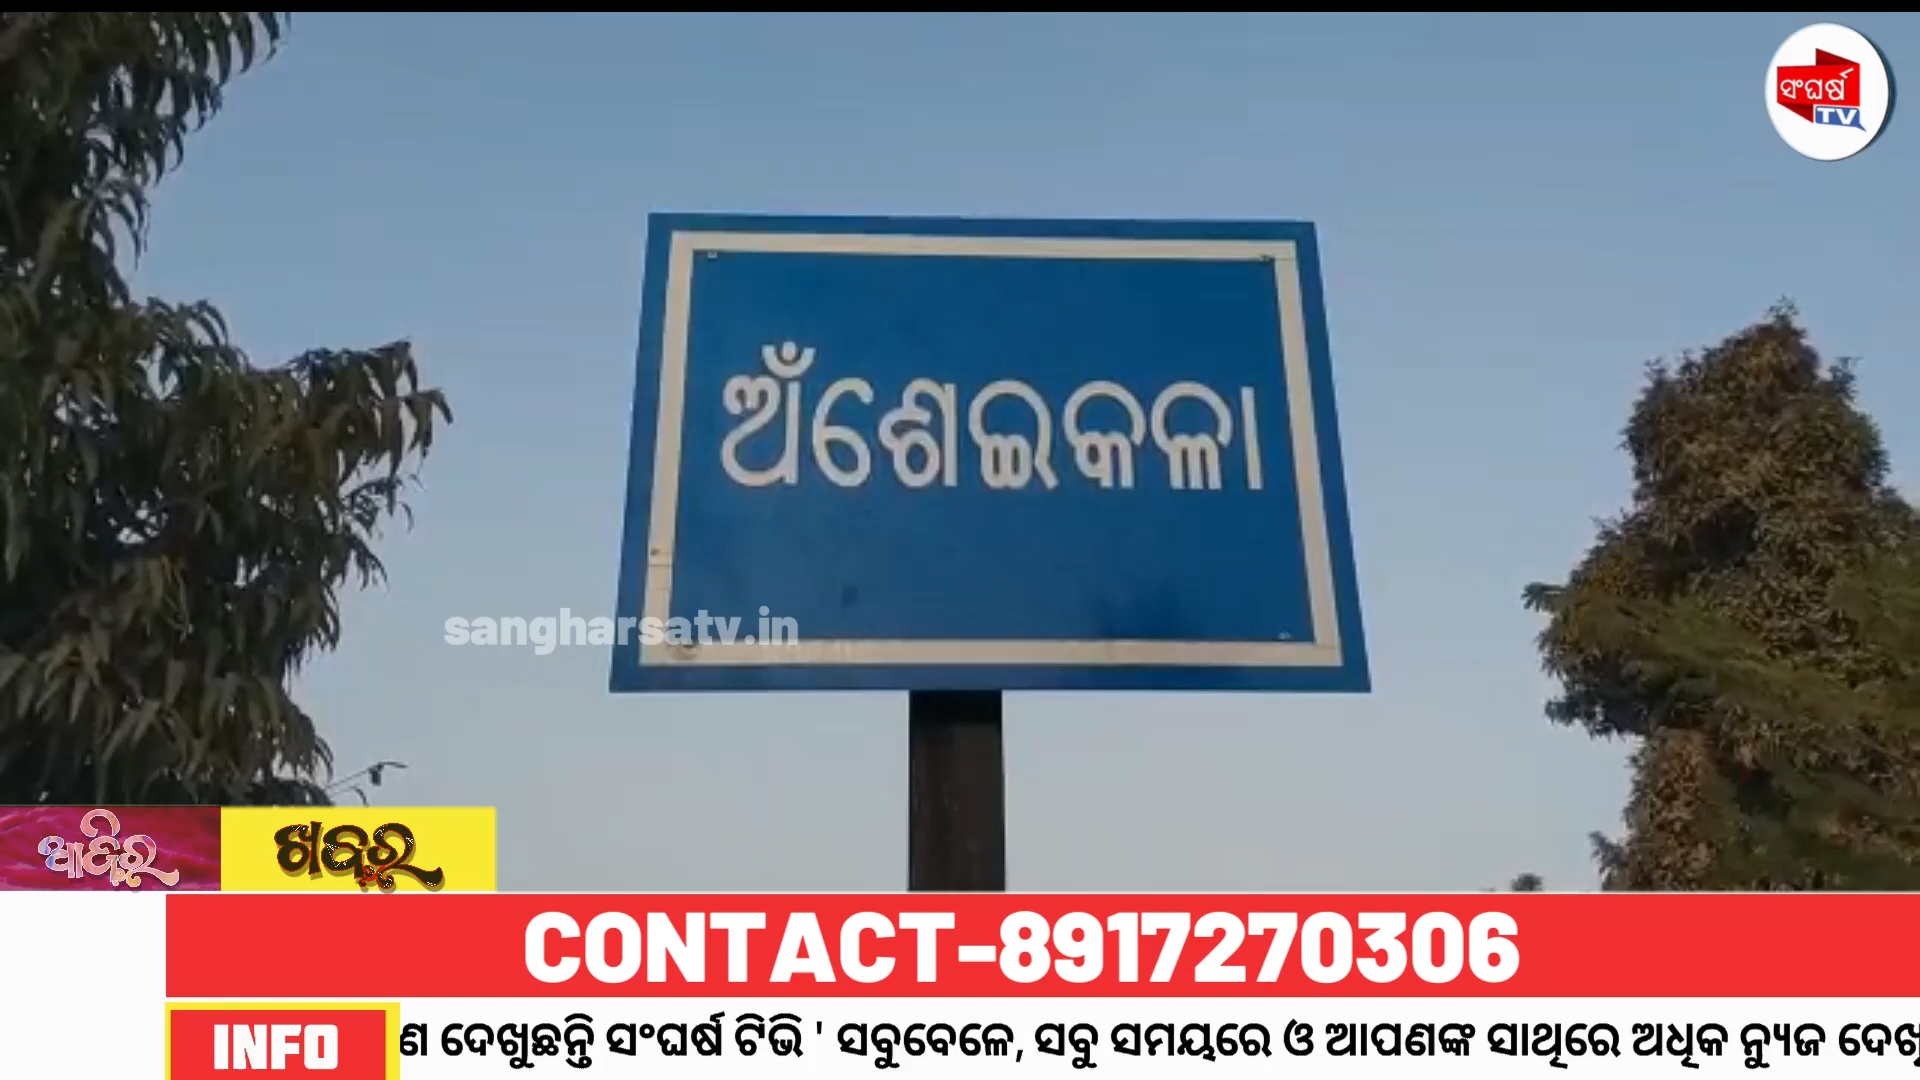 ସଂଘର୍ଷ
TV
ଅଁଶେଇକଳା
sangharsatv.in
ଆଜିର ଖବର
CONTACT-8917270306
INFO ଣ ଦେଖୁଛନ୍ତି ସଂଘର୍ଷ ଟିଭି ' ସବୁବେଳେ, ସବୁ ସମୟରେ ଓ ଆପଣଙ୍କ ସାଥିରେ ଅଧିକ ନ୍ୟୁଜ ଦେଖି